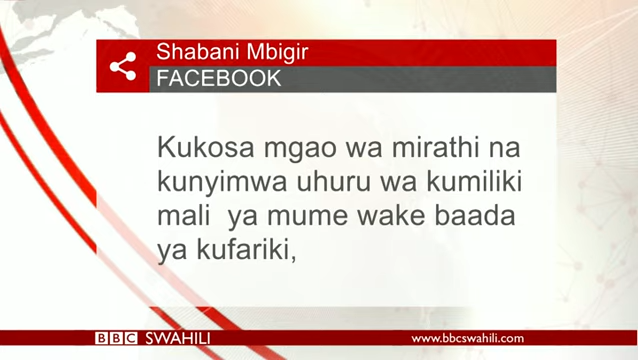 Shabani Mbigir
FACEBOOK
Kukosa mgao wa mirathi na
kunyimwa uhuru wa kumiliki
mali ya mume wake baada
ya kufariki,
BBC SWAHILI www.bbcswahili.com